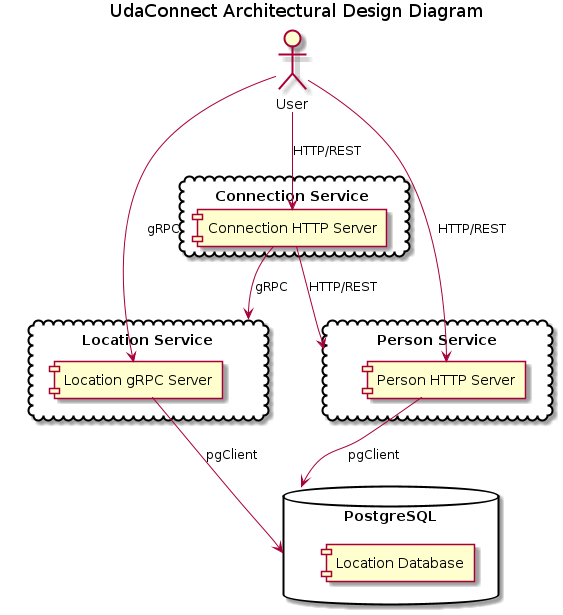 UdaConnect Architectural Design Diagram
User
HTTP/REST
Connection Service
Connection HTTP Server
gRPC
HTTP/REST
gRPC
HTTP/REST
Location Service
Person Service
Location gRPC Server
Person HTTP Server
pgClient
pgClient
PostgreSQL
Location Database